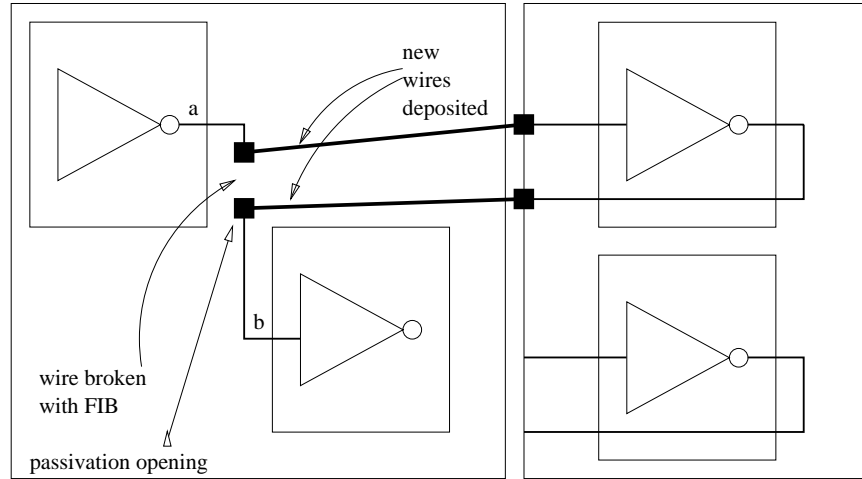 new
wires
deposited
a
b
wire broken
with FIB
passivation opening